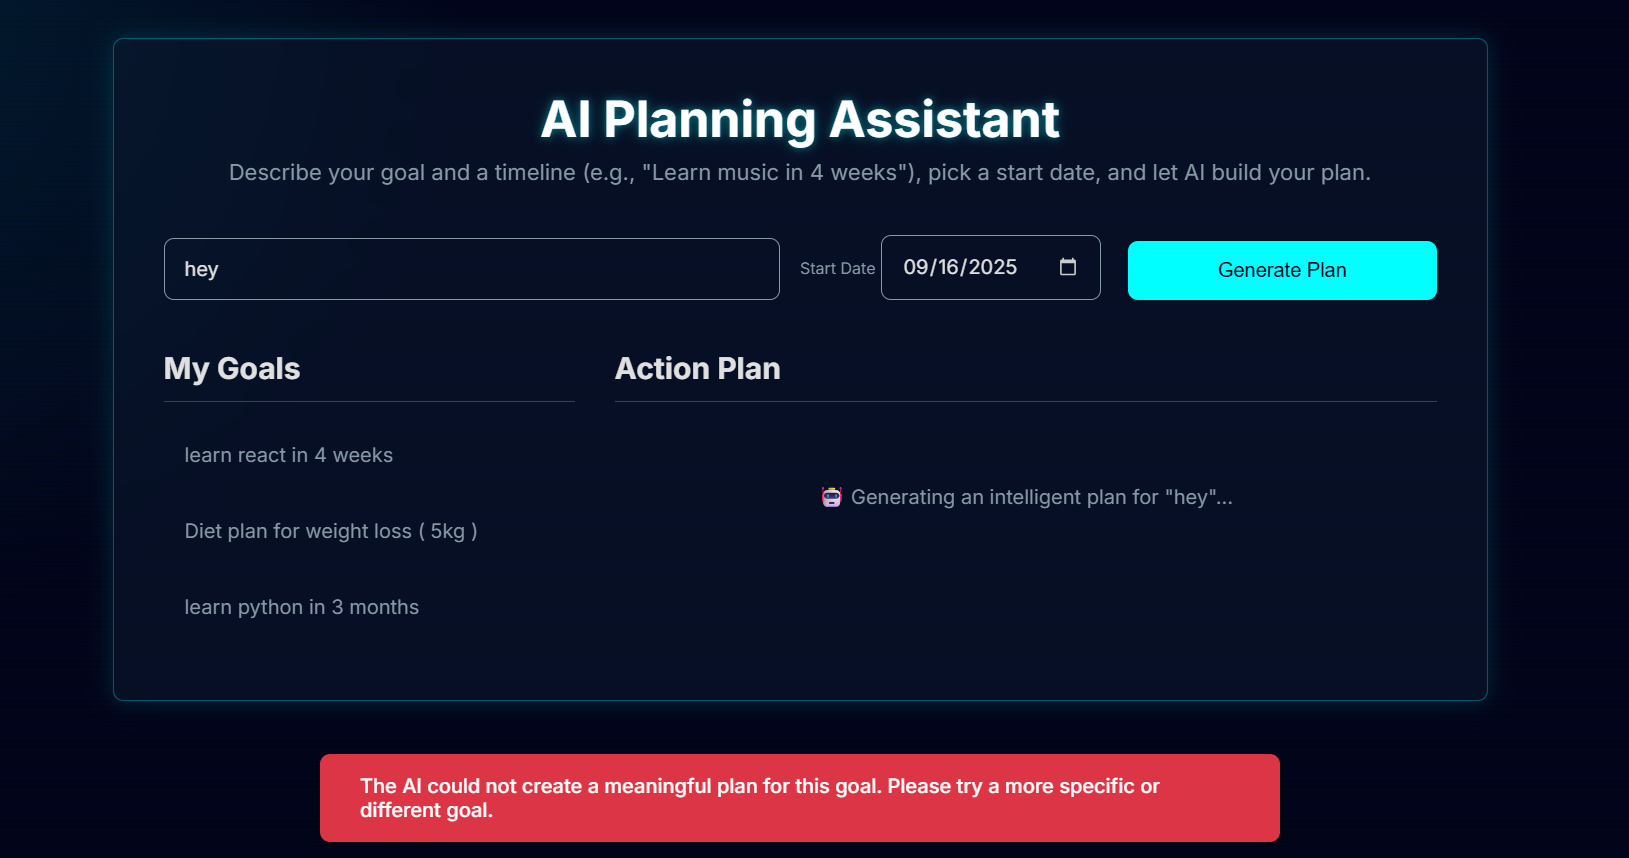 AI Planning Assistant
Describe your goal and a timeline (e.g., "Learn music in 4 weeks"), pick a start date, and let AI build your plan.
hey
Start Date
09/16/2025
Generate Plan
My Goals
Action Plan
learn react in 4 weeks
🤖 Generating an intelligent plan for "hey"...
Diet plan for weight loss ( 5kg )
learn python in 3 months
The AI could not create a meaningful plan for this goal. Please try a more specific or
different goal.